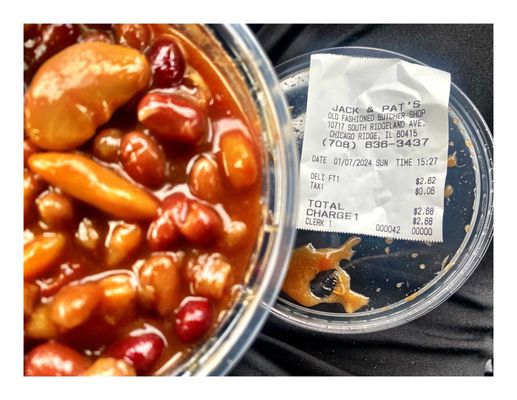 JACK & PAT'S
OLD FASHIONED BUTCHER SHOP
10717 SOUTH RIDGELAND AVE.
CHICAGO RIDGE, IL 60415
(708) 636-3437
DATE 01/07/2024 SUN TIME 15:27
DELI FT1 $2.62
TAX1 $0.06
TOTAL $2.68
CHARGE1 $2.68
CLERK 1 000042 00000